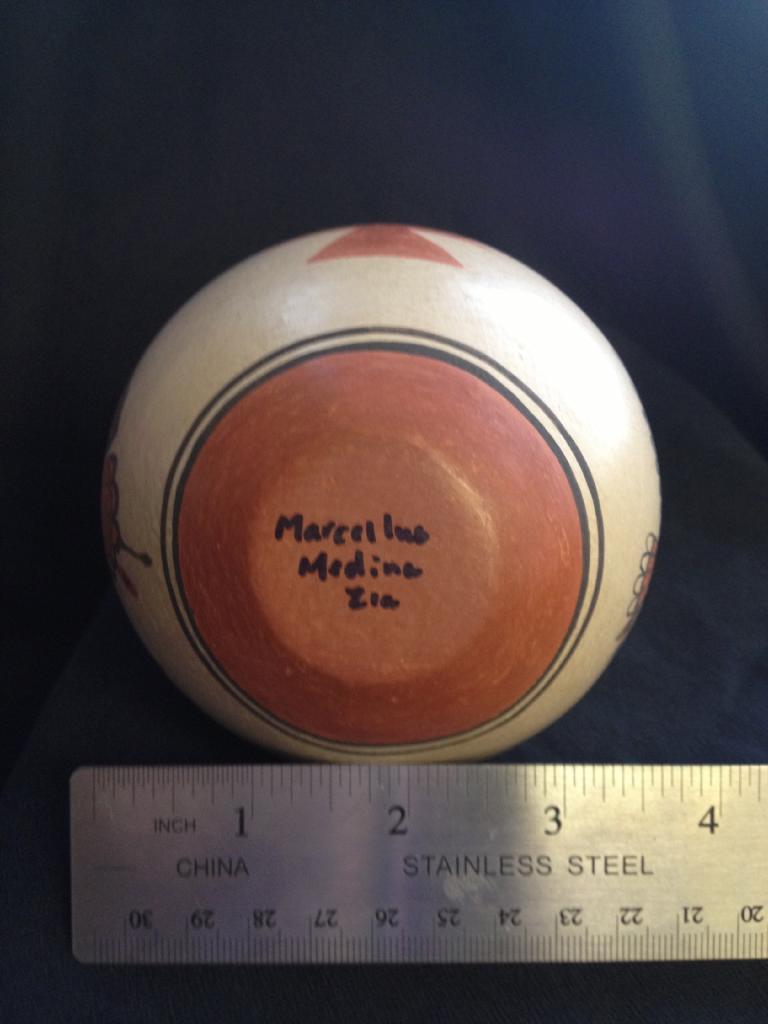 Marcellus
Medina
Zia
1 2 3 4
INCH
CHINA STAINLESS STEEL
30 29 28 27 26 25 24 23 22 21 20